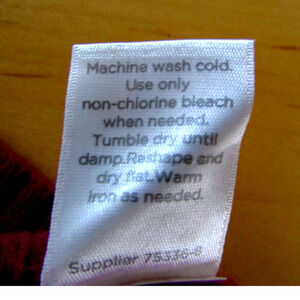 Machine wash cold.
Use only
non-chlorine bleach
when needed.
Tumble dry until
damp.Reshape and
dry flat.Warm
iron as needed.
Supplier 75336-8